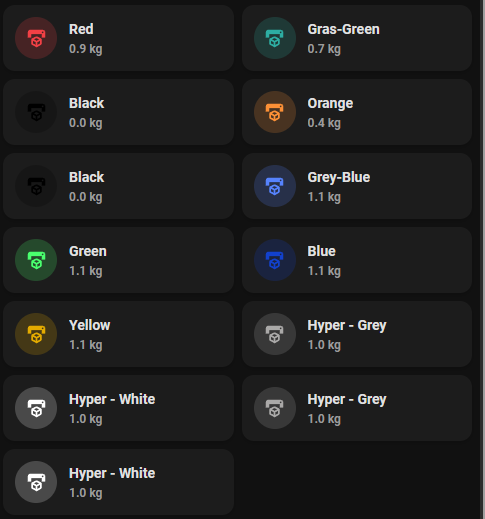 Red
0.9 kg
Gras-Green
0.7 kg
Black
0.0 kg
Orange
0.4 kg
Black
0.0 kg
Grey-Blue
1.1 kg
Green
1.1 kg
Blue
1.1 kg
Yellow
1.1 kg
Hyper - Grey
1.0 kg
Hyper - White
1.0 kg
Hyper - Grey
1.0 kg
Hyper - White
1.0 kg